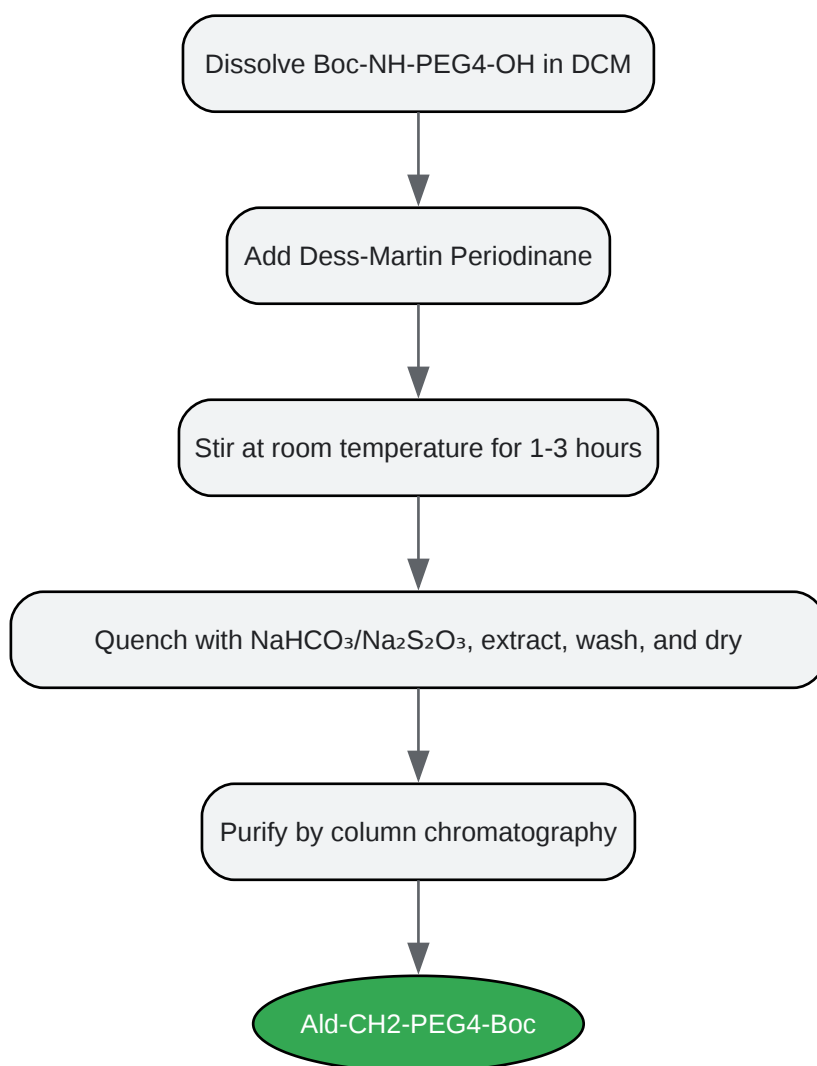 Dissolve Boc-NH-PEG4-OH in DCM
Add Dess-Martin Periodinane
Stir at room temperature for 1-3 hours
Quench with NaHCO₃/Na₂S₂O₃, extract, wash, and dry
Purify by column chromatography
Ald-CH2-PEG4-Boc